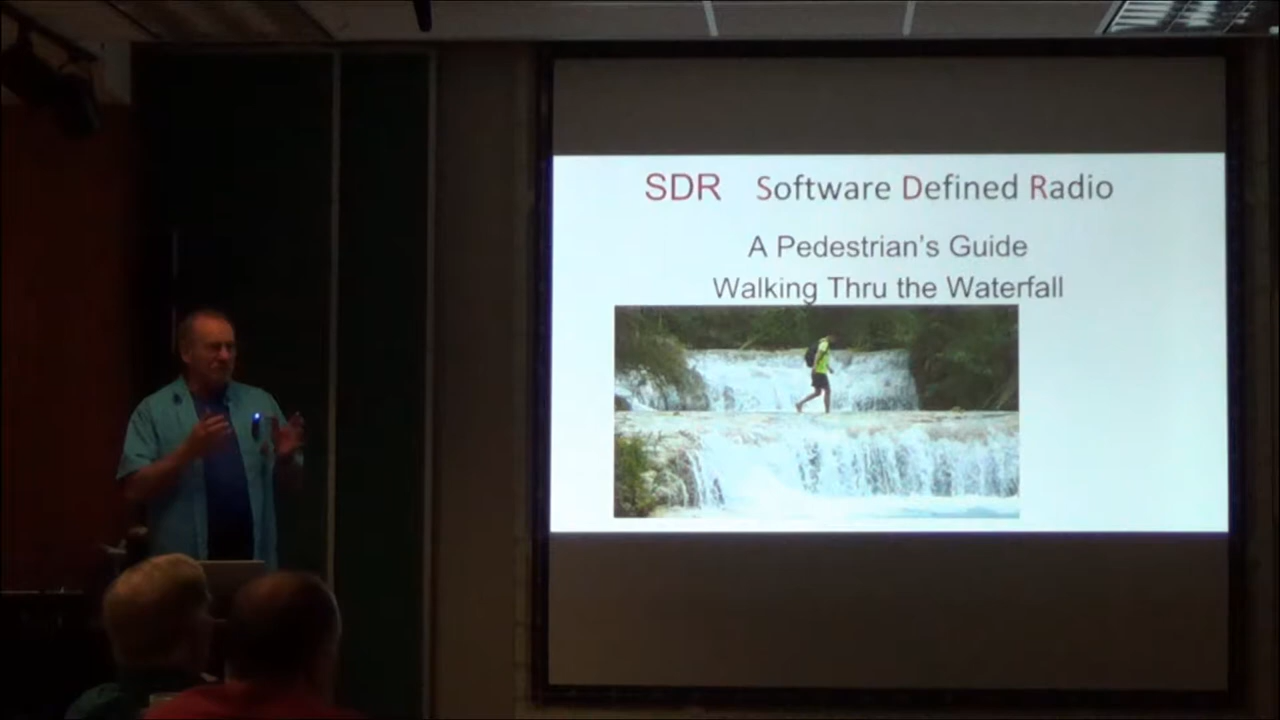 SDR Software Defined Radio
A Pedestrian's Guide
Walking Thru the Waterfall